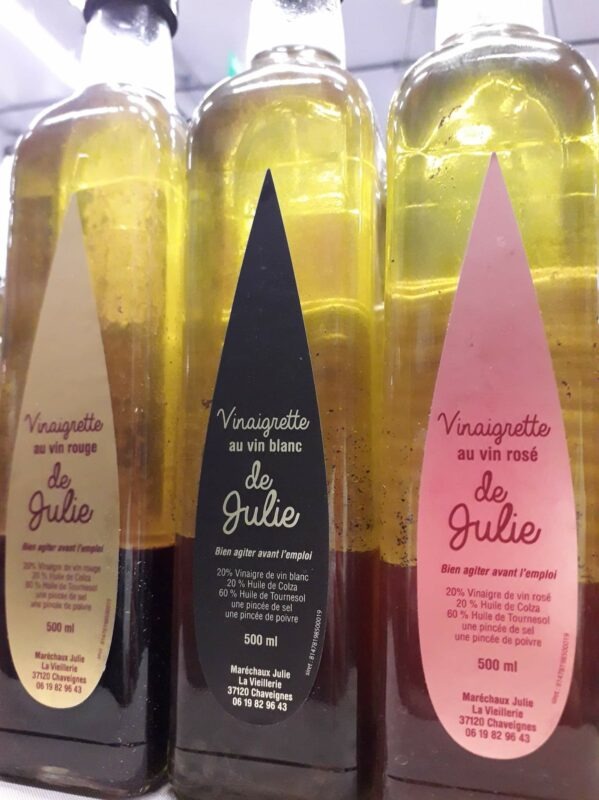 Vinaigrette
au vin rouge
de
Julie
Bien agiter avant l'emploi
20% Vinaigre de vin rouge
20 % Huile de Colza
60 % Huile de Tournesol
une pincée de sel
une pincée de poivre
500 ml
Maréchaux Julie
La Vieillerie
37120 Chaveignes
06 19 82 96 43
siret : 81478198500019
Vinaigrette
au vin blanc
de
Julie
Bien agiter avant l'emploi
20% Vinaigre de vin blanc
20 % Huile de Colza
60 % Huile de Tournesol
une pincée de sel
une pincée de poivre
500 ml
Maréchaux Julie
La Vieillerie
37120 Chaveignes
06 19 82 96 43
siret : 81478198500019
Vinaigrette
au vin rosé
de
Julie
Bien agiter avant l'emploi
20% Vinaigre de vin rosé
20 % Huile de Colza
60 % Huile de Tournesol
une pincée de sel
une pincée de poivre
500 ml
Maréchaux Julie
La Vieillerie
37120 Chaveignes
06 19 82 96 43
siret : 81478198500019